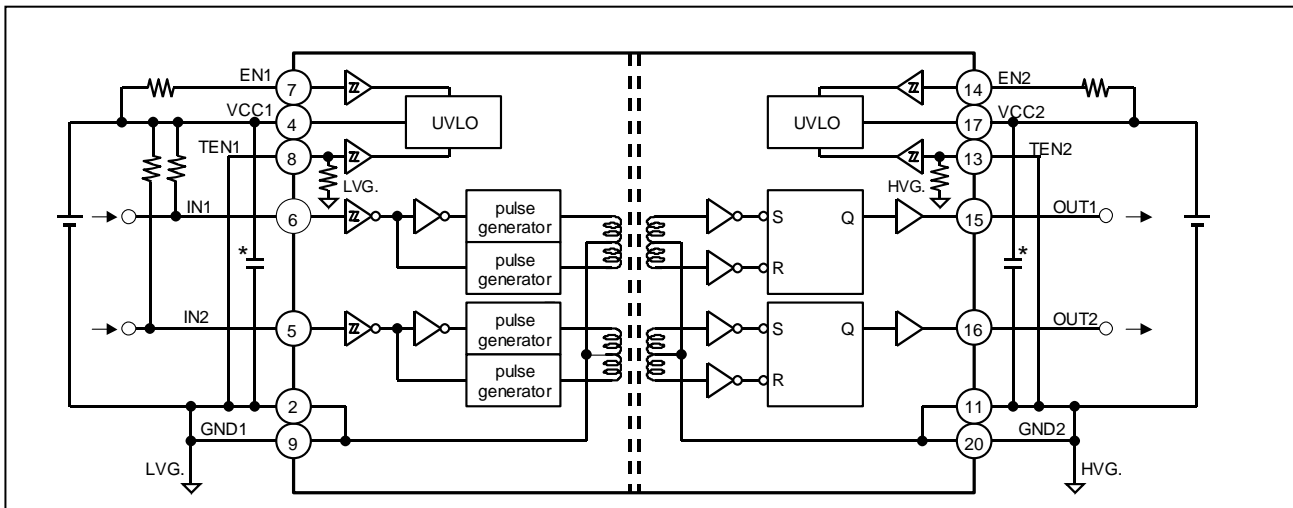 EN1
7
14
EN2
VCC1
4
UVLO
UVLO
17
VCC2
TEN1
8
13
TEN2
LVG.
HVG.
IN1
6
pulse
generator
S
Q
15
OUT1
pulse
generator
R
*
*
IN2
5
pulse
generator
S
Q
16
OUT2
pulse
generator
R
2
11
GND1
GND2
9
20
LVG.
HVG.